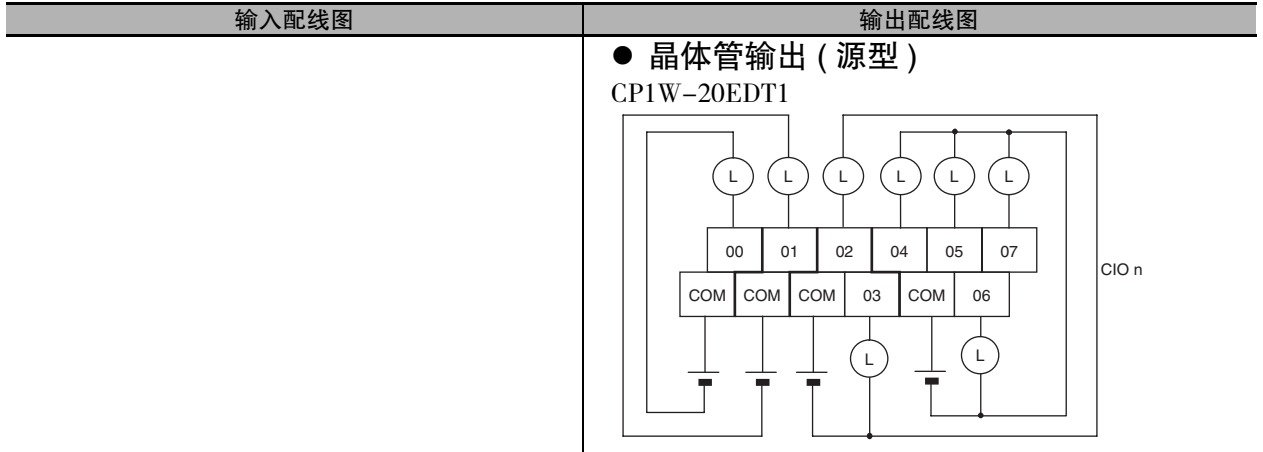 输入配线图
输出配线图
● 晶体管输出 ( 源型 )
CP1W-20EDT1
L L L L L L
00 01 02 04 05 07
CIO n
COM COM COM 03 COM 06
L L